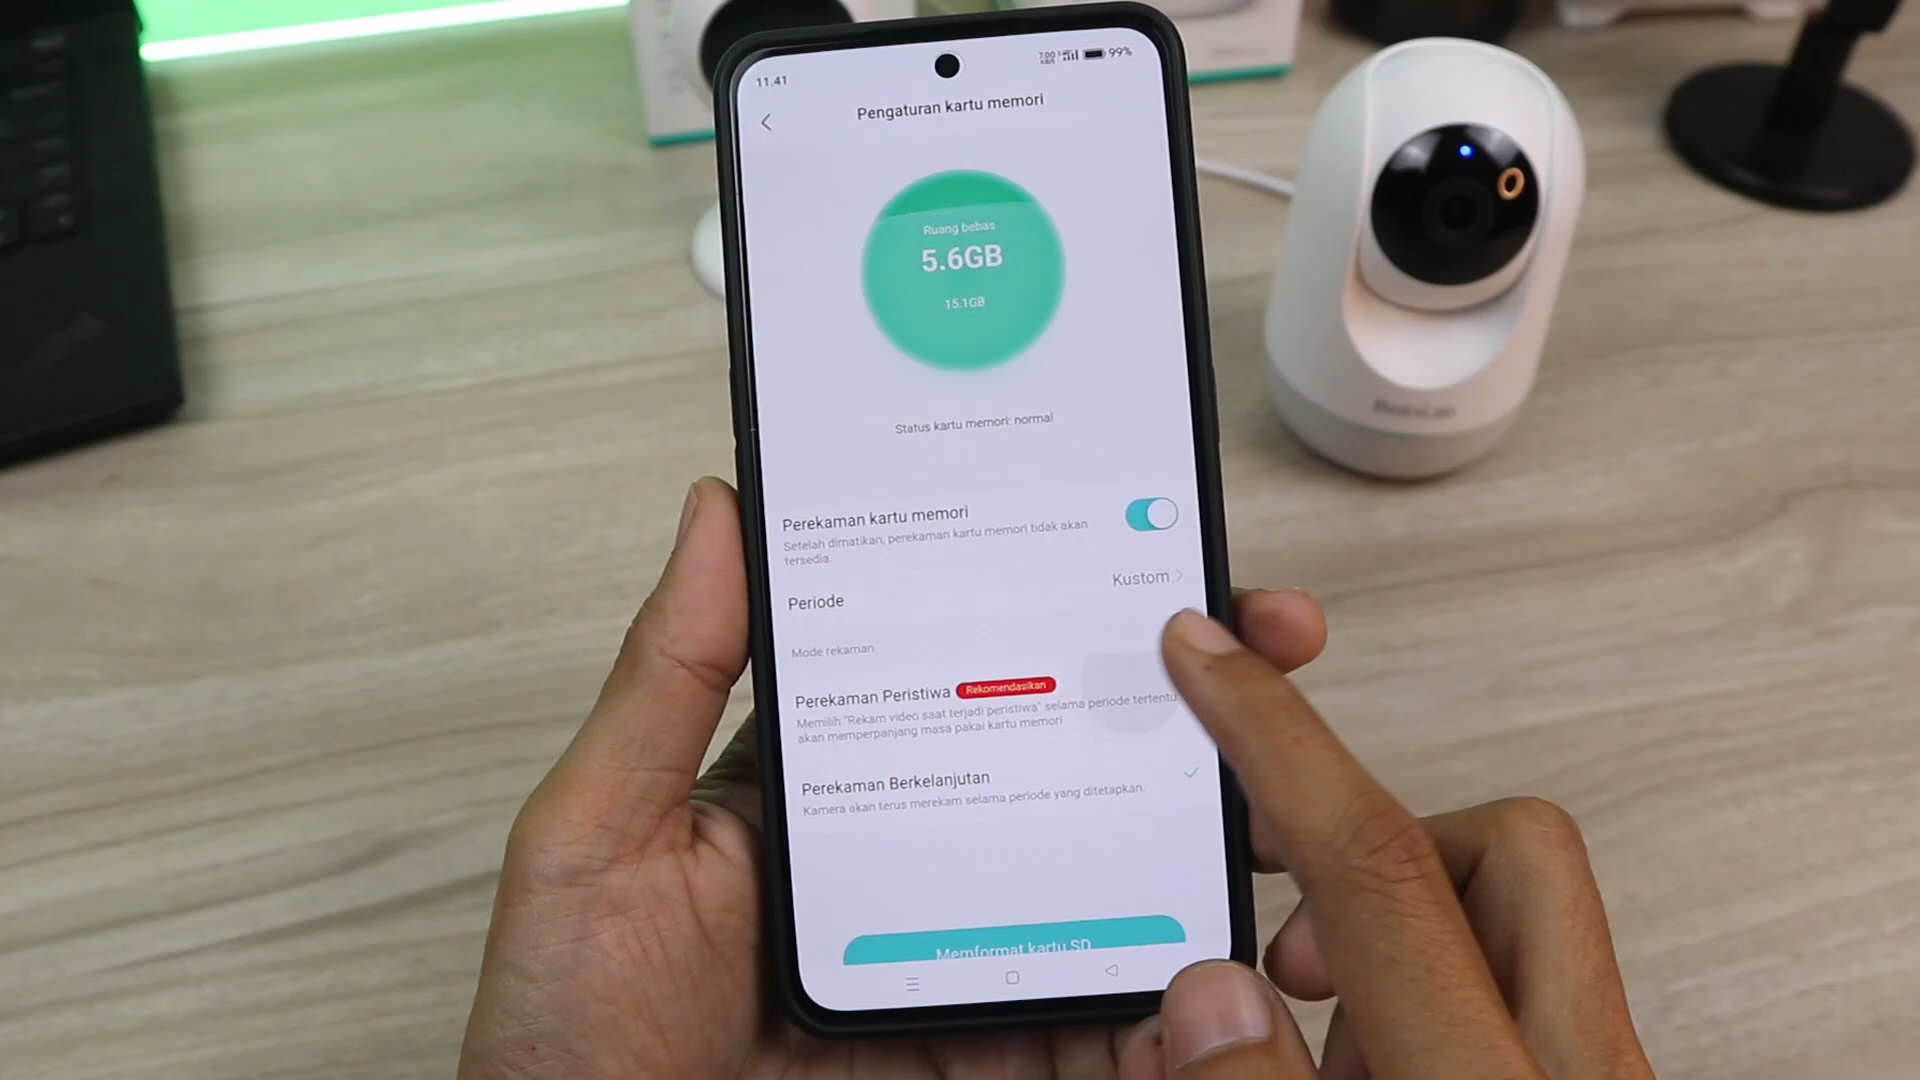 11.41
99%
Pengaturan kartu memori
Ruang bebas
5.6GB
15.1GB
Status kartu memori: normal
Perekaman kartu memori
Setelah dimatikan, perekaman kartu memori tidak akan
tersedia.
Periode
Kustom
Mode rekaman
Perekaman Peristiwa Rekomendasikan
Memilih "Rekam video saat terjadi peristiwa" selama periode tertentu
akan memperpanjang masa pakai kartu memori
Perekaman Berkelanjutan
Kamera akan terus merekam selama periode yang ditetapkan.
Memformat kartu SD